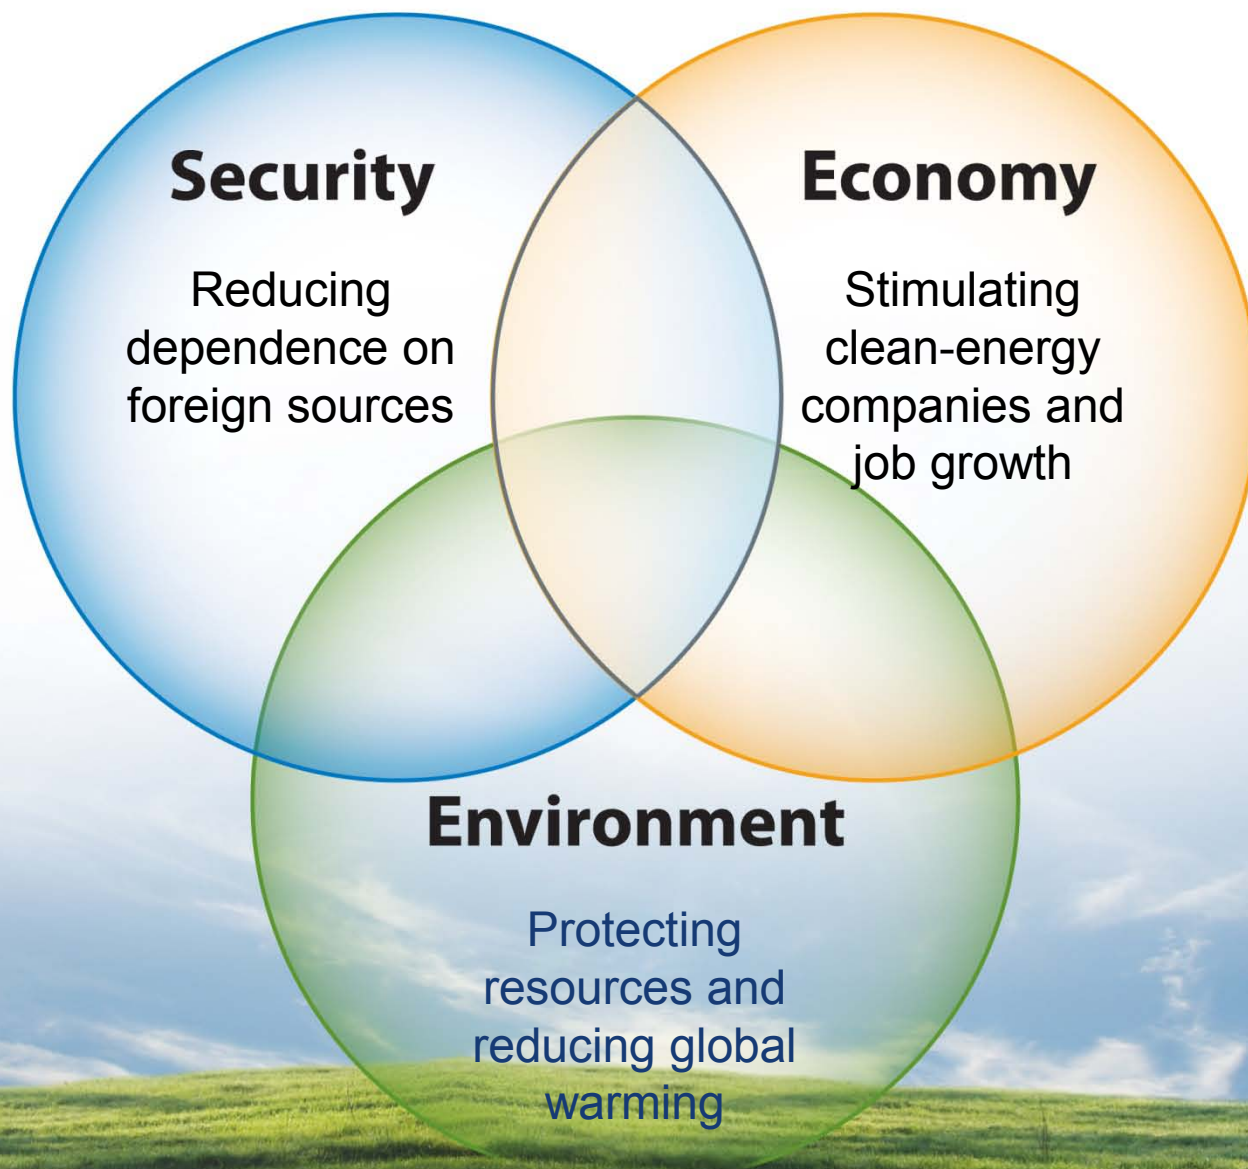 Security
Reducing
dependence on
foreign sources
Economy
Stimulating
clean-energy
companies and
job growth
Environment
Protecting
resources and
reducing global
warming